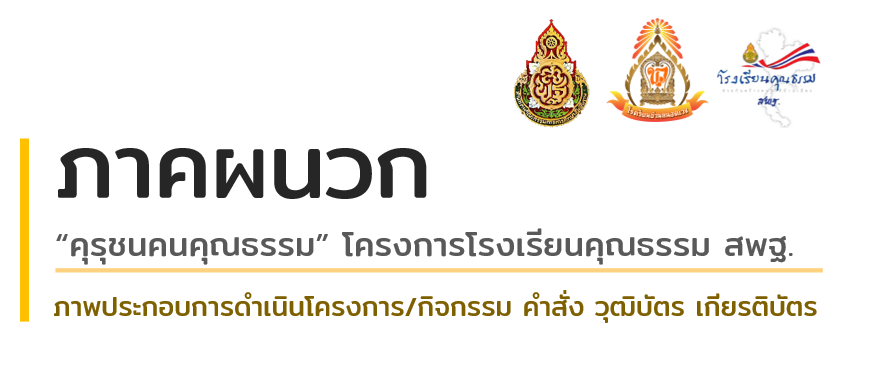 โรงเรียนคุณธรรม
สพฐ.
ภาคผนวก
“คุรุชนคนคุณธรรม” โครงการโรงเรียนคุณธรรม สพฐ.
ภาพประกอบการดำเนินโครงการ/กิจกรรม คำสั่ง วุฒิบัตร เกียรติบัตร